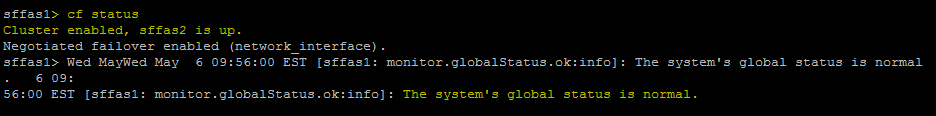 sffas1> cf status
Cluster enabled, sffas2 is up.
Negotiated failover enabled (network_interface).
sffas1> Wed MayWed May  6 09:56:00 EST [sffas1: monitor.globalStatus.ok:info]: The system's global status is normal
.   6 09:
56:00 EST [sffas1: monitor.globalStatus.ok:info]: The system's global status is normal.